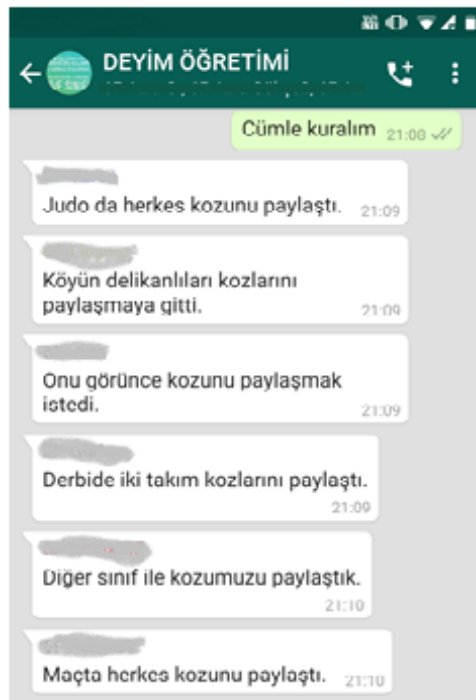 DEYİM ÖĞRETİMİ
Cümle kuralım 21:08
Judo da herkes kozunu paylaştı. 21:09
Köyün delikanlıları kozlarını
paylaşmaya gitti. 21:09
Onu görünce kozunu paylaşmak
istedi. 21:09
Derbide iki takım kozlarını paylaştı.
21:09
Diğer sınıf ile kozumuzu paylaştık.
21:10
Maçta herkes kozunu paylaştı. 21:10